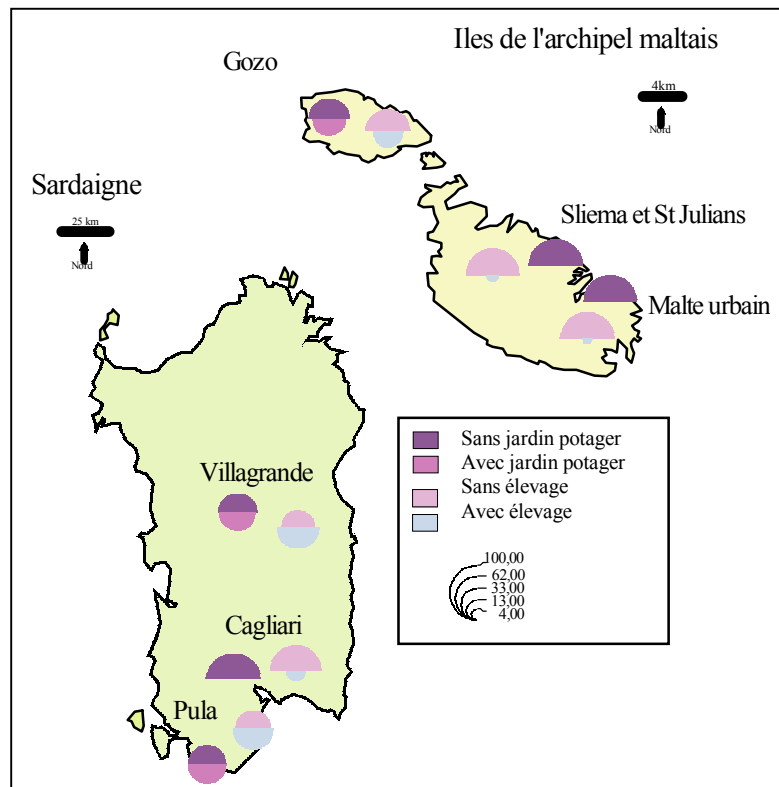 Iles de l'archipel maltais
Gozo
4km
Nord
Sardaigne
25 km
Nord
Sliema et St Julians
Malte urbain
Villagrande
Cagliari
Pula
Sans jardin potager
Avec jardin potager
Sans élevage
Avec élevage
100,00
62,00
33,00
13,00
4,00